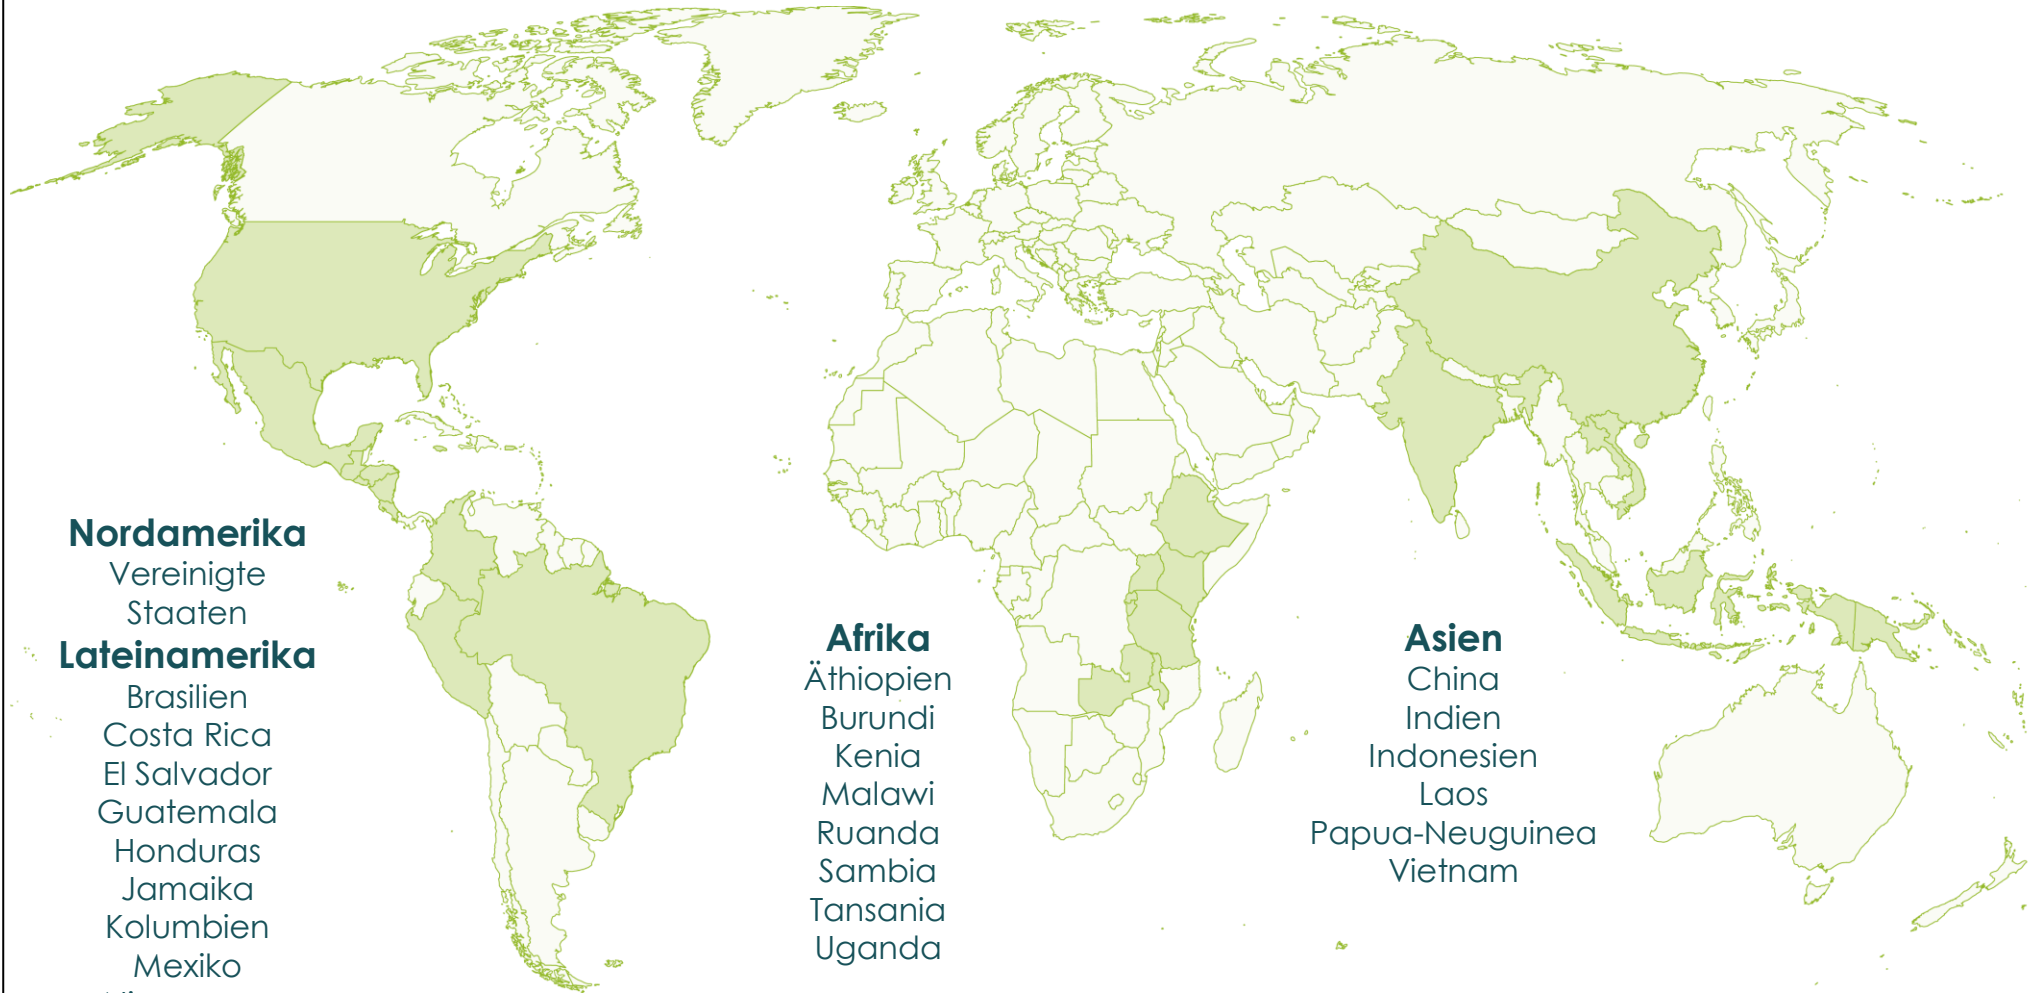 Nordamerika
Vereinigte
Staaten
Lateinamerika
Brasilien
Costa Rica
El Salvador
Guatemala
Honduras
Jamaika
Kolumbien
Mexiko
Afrika
Äthiopien
Burundi
Kenia
Malawi
Ruanda
Sambia
Tansania
Uganda
Asien
China
Indien
Indonesien
Laos
Papua-Neuguinea
Vietnam